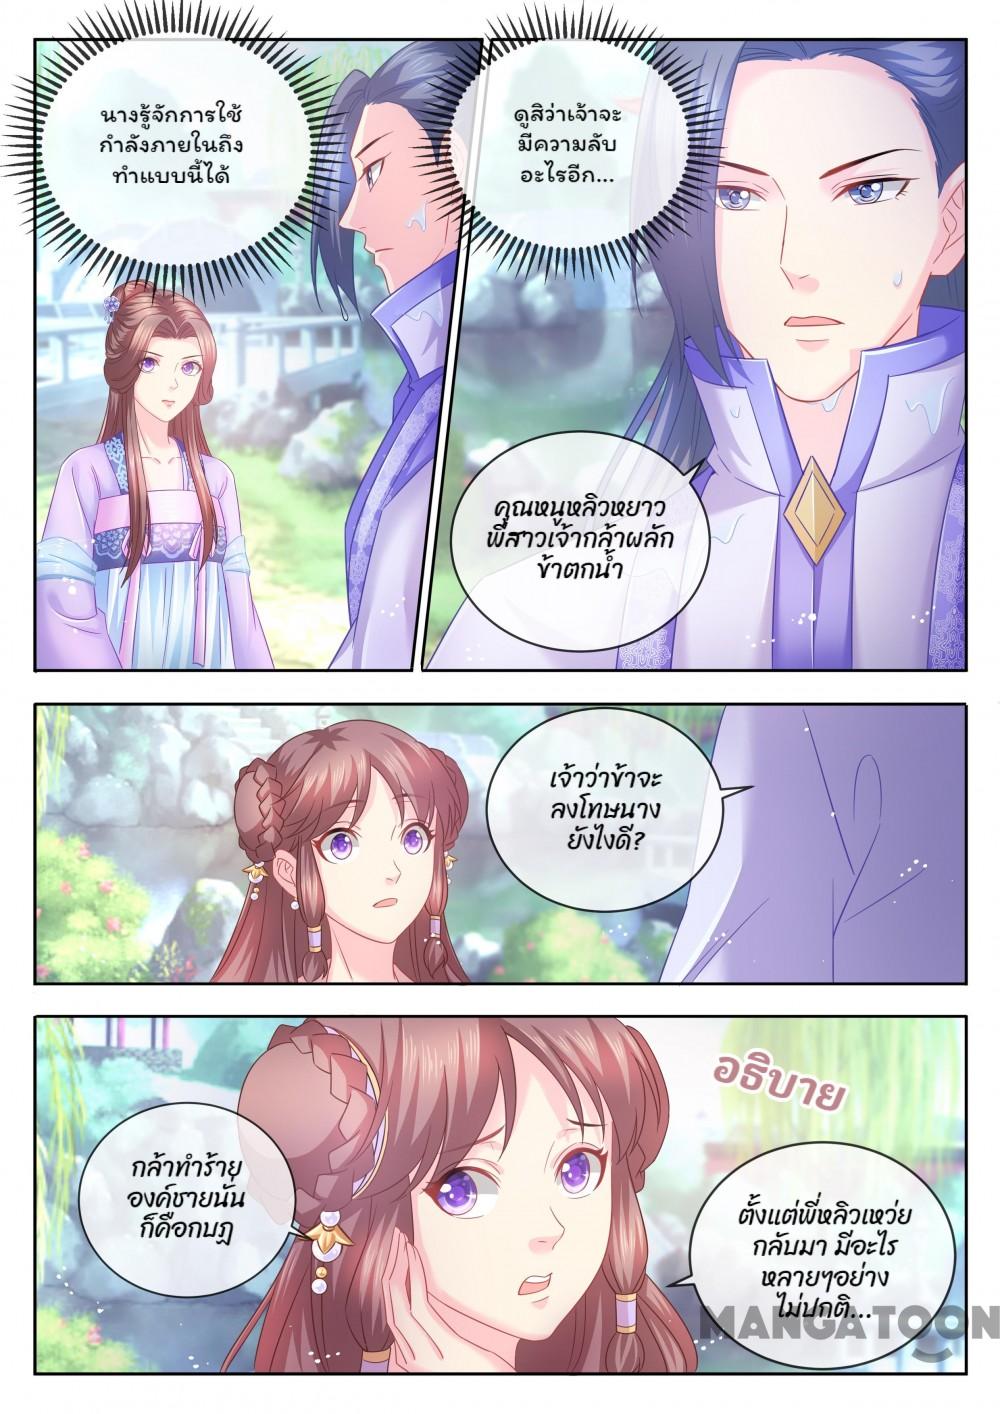 นางรู้จักการใช้
กำลังภายในถึง
ทำแบบนี้ได้
ดูสิว่าเจ้าจะ
มีความลับ
อะไรอีก...
คุณหนูหลิวหยาว
พี่สาวเจ้ากล้าผลัก
ข้าตกน้ำ
เจ้าว่าข้าจะ
ลงโทษนาง
ยังไงดี?
อธิบาย
กล้าทำร้าย
องค์ชายนั่น
ก็คือกบฏ
ตั้งแต่พี่หลิวเหว่ย
กลับมา มีอะไร
หลายๆอย่าง
ไม่ปกติ...
MANGATOON